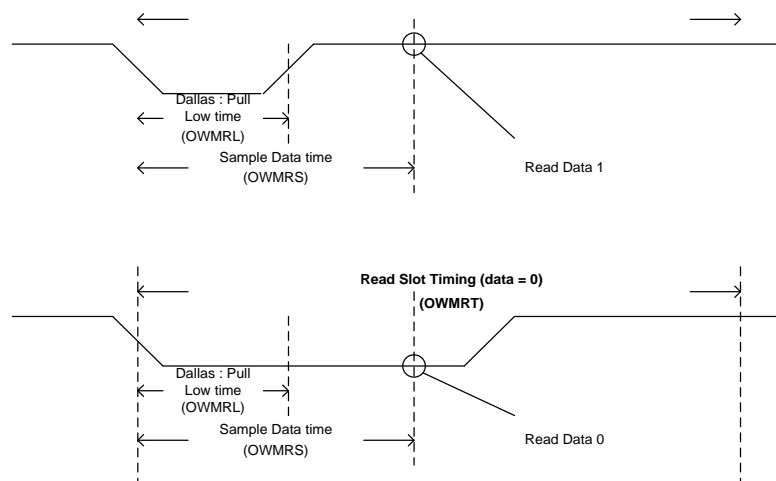 Dallas : Pull
Low time
(OWMRL)
Sample Data time
(OWMRS)
Read Data 1
Read Slot Timing (data = 0)
(OWMRT)
Dallas : Pull
Low time
(OWMRL)
Sample Data time
(OWMRS)
Read Data 0